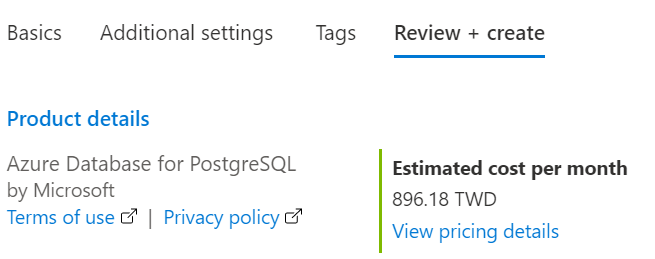 Basics Additional settings Tags Review + create
Product details
Azure Database for PostgreSQL
by Microsoft
Terms of use | Privacy policy
Estimated cost per month
896.18 TWD
View pricing details